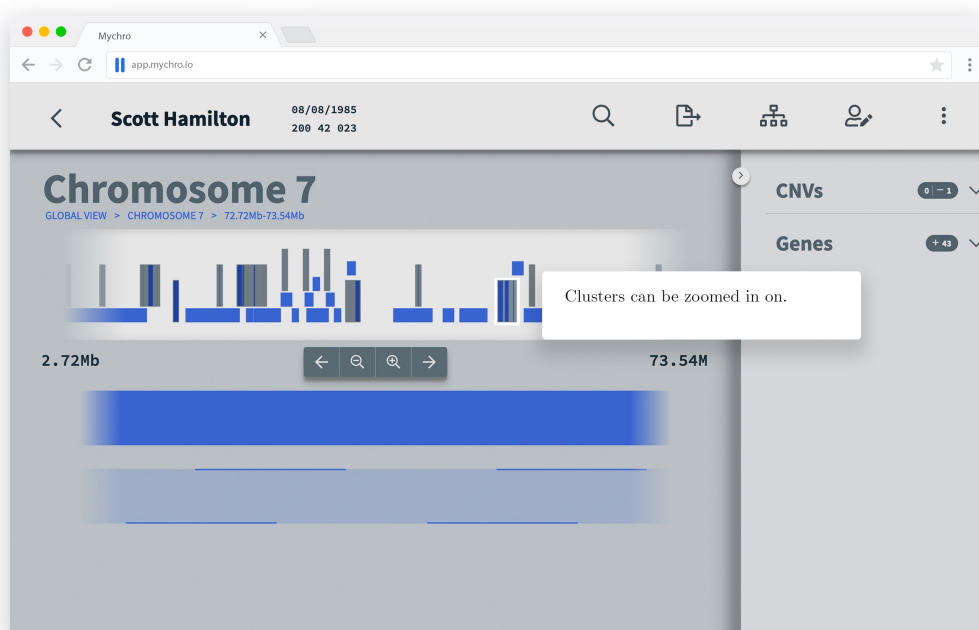 Mychro
app.mychro.io
Scott Hamilton
08/08/1985
200 42 023
Chromosome 7
GLOBAL VIEW > CHROMOSOME 7 > 72.72Mb-73.54Mb
CNVs
0 – 1
Genes
+ 43
Clusters can be zoomed in on.
2.72Mb
73.54M